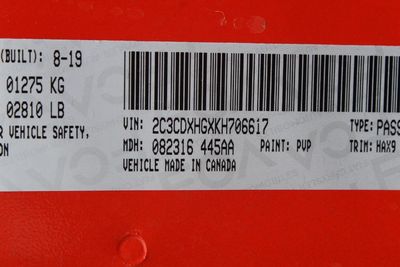 (BUILT): 8-19
01275 KG
02810 LB
R VEHICLE SAFETY,
ON
VIN: 2C3CDXHGXKH706617 TYPE: PASS
MDH: 082316 445AA PAINT: PVP TRIM: HAX9
VEHICLE MADE IN CANADA